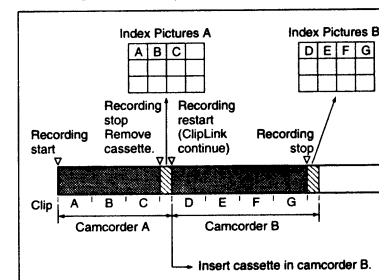 Index Pictures A
Index Pictures B
A B C
D E F G
Recording
stop
Remove
cassette.
Recording
restart
(ClipLink
continue)
Recording
start
Recording
stop
Clip A B C D E F G
Camcorder A
Camcorder B
Insert cassette in camcorder B.